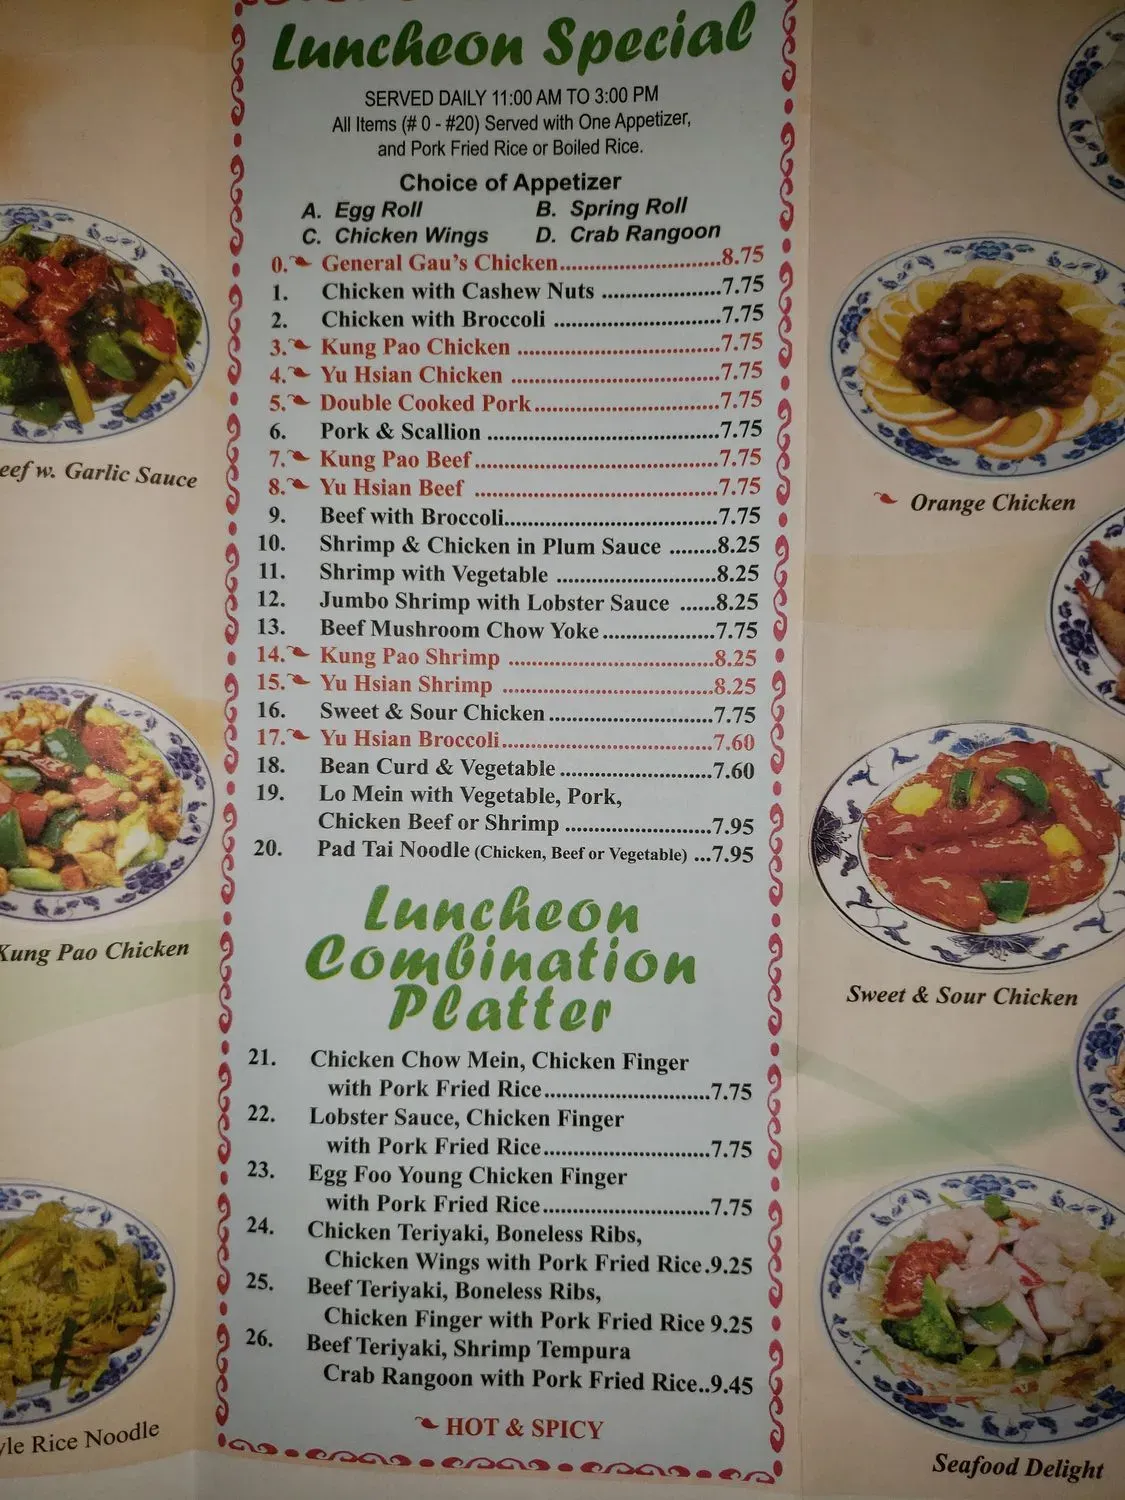 Luncheon Special
SERVED DAILY 11:00 AM TO 3:00 PM
All Items (# 0 - #20) Served with One Appetizer,
and Pork Fried Rice or Boiled Rice.
Choice of Appetizer
A. Egg Roll B. Spring Roll
C. Chicken Wings D. Crab Rangoon
0. General Gau's Chicken 8.75
1. Chicken with Cashew Nuts 7.75
2. Chicken with Broccoli 7.75
3. Kung Pao Chicken 7.75
4. Yu Hsian Chicken 7.75
5. Double Cooked Pork 7.75
6. Pork & Scallion 7.75
7. Kung Pao Beef 7.75
8. Yu Hsian Beef 7.75
9. Beef with Broccoli 7.75
10. Shrimp & Chicken in Plum Sauce 8.25
11. Shrimp with Vegetable 8.25
12. Jumbo Shrimp with Lobster Sauce 8.25
13. Beef Mushroom Chow Yoke 7.75
14. Kung Pao Shrimp 8.25
15. Yu Hsian Shrimp 8.25
16. Sweet & Sour Chicken 7.75
17. Yu Hsian Broccoli 7.60
18. Bean Curd & Vegetable 7.60
19. Lo Mein with Vegetable, Pork,
Chicken Beef or Shrimp 7.95
20. Pad Tai Noodle (Chicken, Beef or Vegetable) 7.95
Luncheon
Combination
Platter
21. Chicken Chow Mein, Chicken Finger
with Pork Fried Rice 7.75
22. Lobster Sauce, Chicken Finger
with Pork Fried Rice 7.75
23. Egg Foo Young Chicken Finger
with Pork Fried Rice 7.75
24. Chicken Teriyaki, Boneless Ribs,
Chicken Wings with Pork Fried Rice 9.25
25. Beef Teriyaki, Boneless Ribs,
Chicken Finger with Pork Fried Rice 9.25
26. Beef Teriyaki, Shrimp Tempura
Crab Rangoon with Pork Fried Rice 9.45
HOT & SPICY
eef w. Garlic Sauce
Kung Pao Chicken
yle Rice Noodle
Orange Chicken
Sweet & Sour Chicken
Seafood Delight